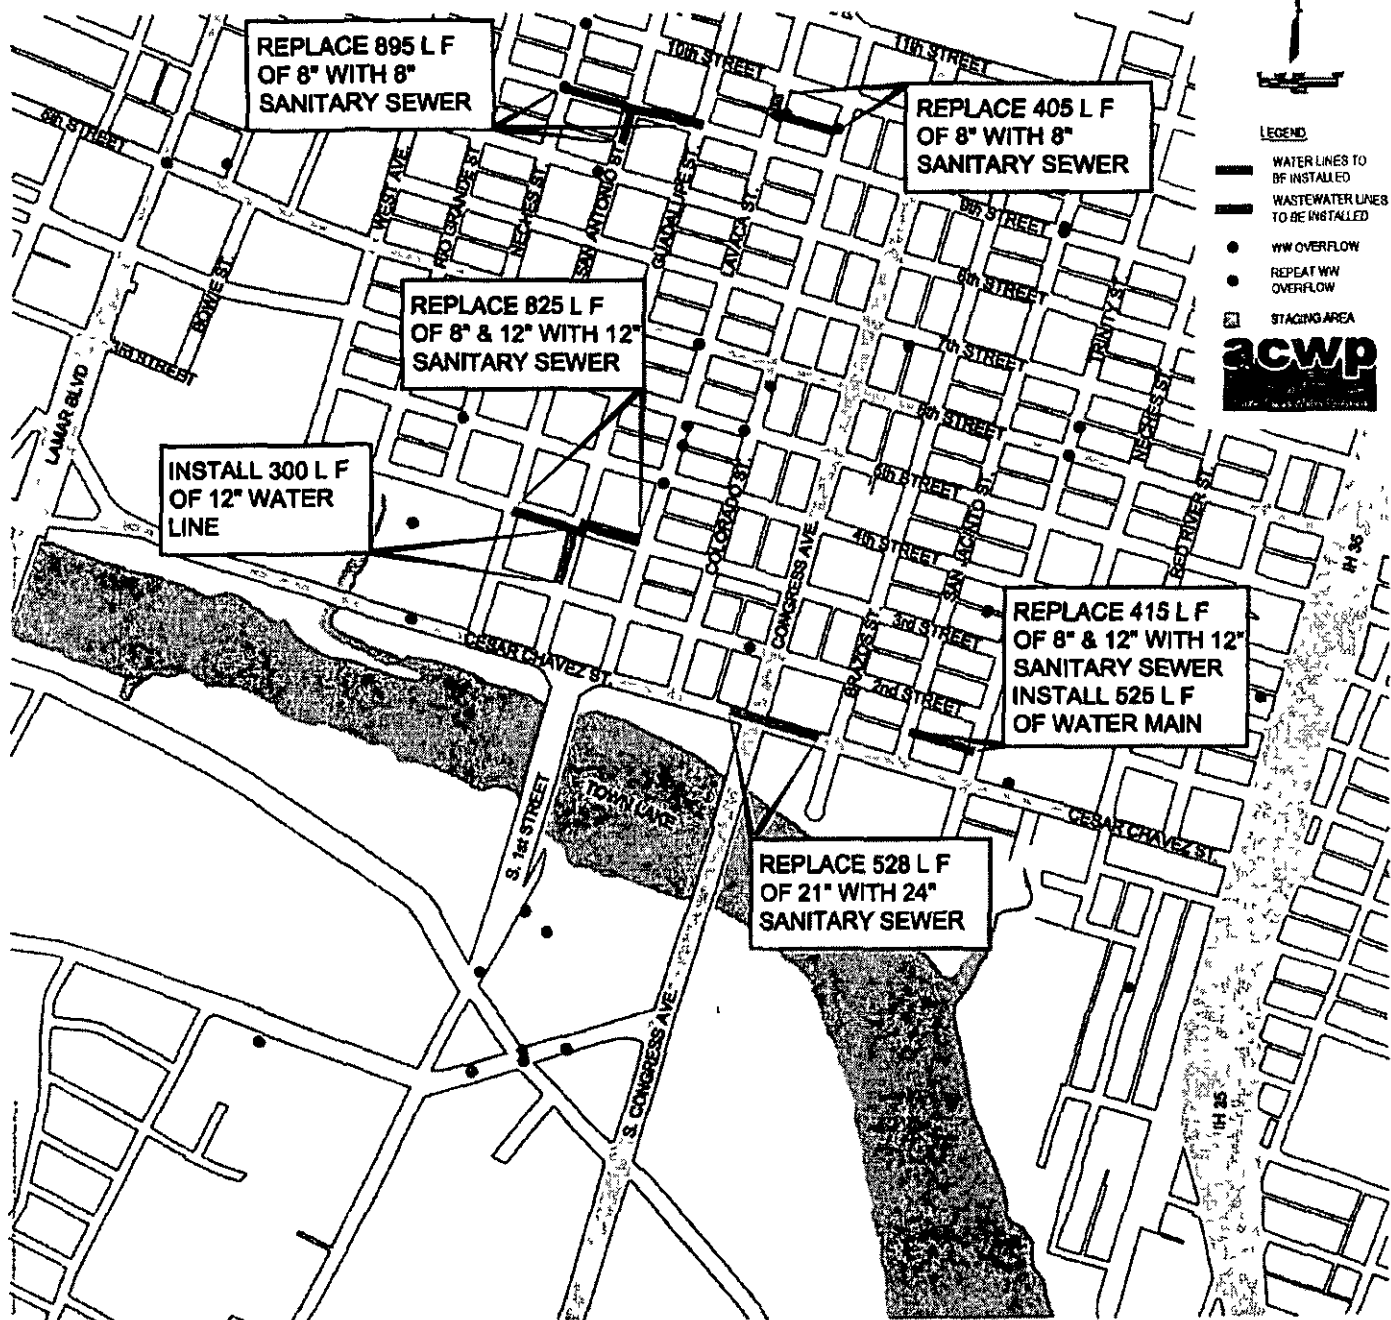 REPLACE 895 L F
OF 8" WITH 8"
SANITARY SEWER
10th STREET
11th STREET
REPLACE 405 L F
OF 8" WITH 8"
SANITARY SEWER
LEGEND
WATER LINES TO
BE INSTALLED
WASTEWATER LINES
TO BE INSTALLED
WW OVERFLOW
REPEAT WW
OVERFLOW
STAGING AREA
acwp
6th STREET
WEST AVE.
RIO GRANDE ST
NECHES ST
SAN ANTONIO ST
GUADALUPE ST.
LAVACA ST.
9th STREET
8th STREET
TRINITY ST
7th STREET
BOWIE ST.
3rd STREET
LAMAR BLVD
REPLACE 825 L F
OF 8" & 12" WITH 12"
SANITARY SEWER
6th STREET
NECHES ST.
INSTALL 300 L F
OF 12" WATER
LINE
5th STREET
COLORADO ST.
CONGRESS AVE
4th STREET
SAN JACINTO ST.
RED RIVER ST.
IH 35
REPLACE 415 L F
OF 8" & 12" WITH 12"
SANITARY SEWER
INSTALL 525 L F
OF WATER MAIN
3rd STREET
BRAZOS ST
2nd STREET
CESAR CHAVEZ ST.
TOWN LAKE
S. 1st STREET
CESAR CHAVEZ ST.
REPLACE 528 L F
OF 21" WITH 24"
SANITARY SEWER
S. CONGRESS AVE.
IH 35